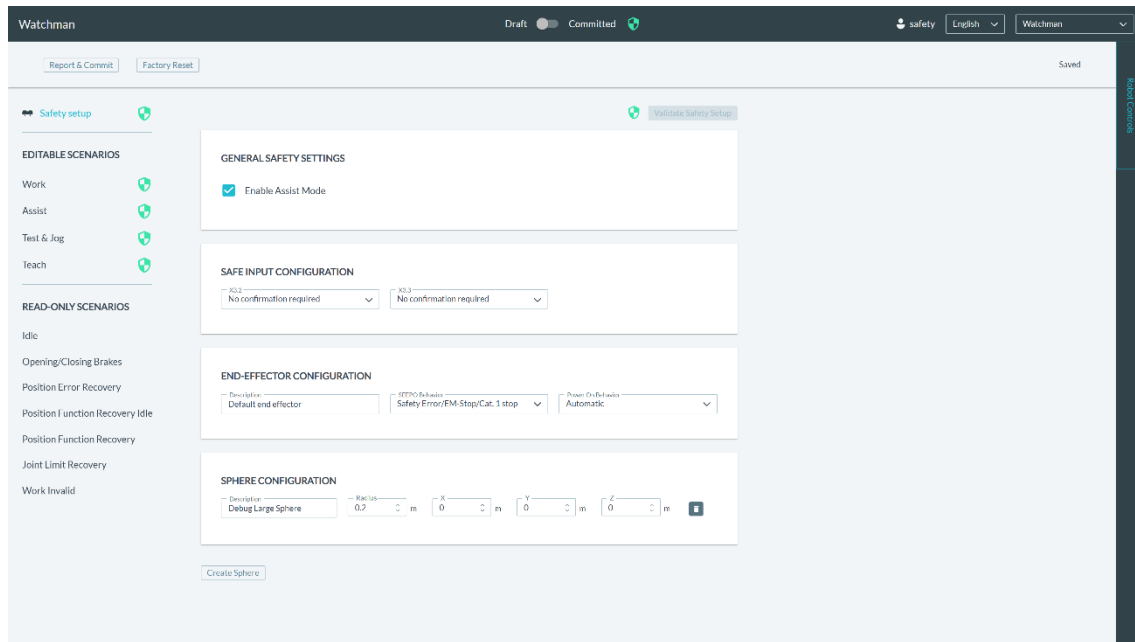 Watchman
Draft Committed
safety English Watchman
Report & Commit Factory Reset
Saved
Robot Controls
Safety setup
Validate Safety Setup
EDITABLE SCENARIOS
Work
Assist
Test & Jog
Teach
READ-ONLY SCENARIOS
Idle
Opening/Closing Brakes
Position Error Recovery
Position Function Recovery Idle
Position Function Recovery
Joint Limit Recovery
Work Invalid
GENERAL SAFETY SETTINGS
Enable Assist Mode
SAFE INPUT CONFIGURATION
X3.2 X3.3
No confirmation required No confirmation required
END-EFFECTOR CONFIGURATION
Description SEEPO Behavior Power On Behavior
Default end effector Safety Error/EM-Stop/Cat. 1 stop Automatic
SPHERE CONFIGURATION
Description Radius X Y Z
Debug Large Sphere 0.2 m 0 m 0 m 0 m
Create Sphere